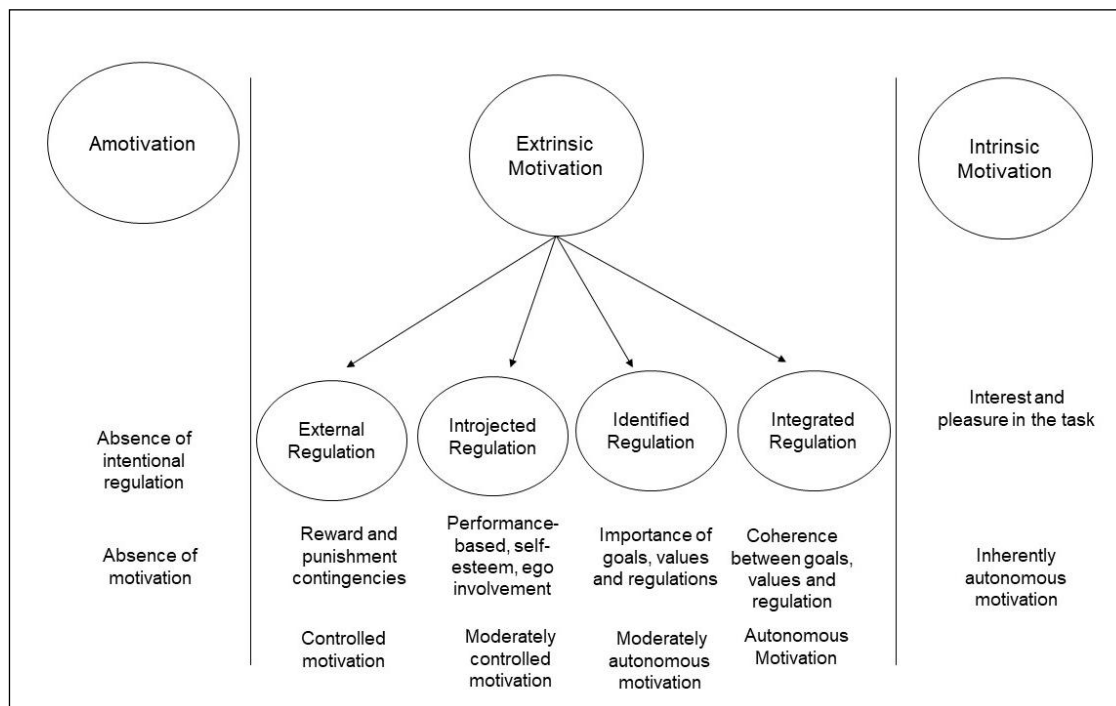 Amotivation
Extrinsic
Motivation
Intrinsic
Motivation
External
Regulation
Introjected
Regulation
Identified
Regulation
Integrated
Regulation
Absence of
intentional
regulation
Absence of
motivation
Reward and
punishment
contingencies
Controlled
motivation
Performance-
based, self-
esteem, ego
involvement
Moderately
controlled
motivation
Importance of
goals, values
and regulations
Moderately
autonomous
motivation
Coherence
between goals,
values and
regulation
Autonomous
Motivation
Interest and
pleasure in the task
Inherently
autonomous
motivation